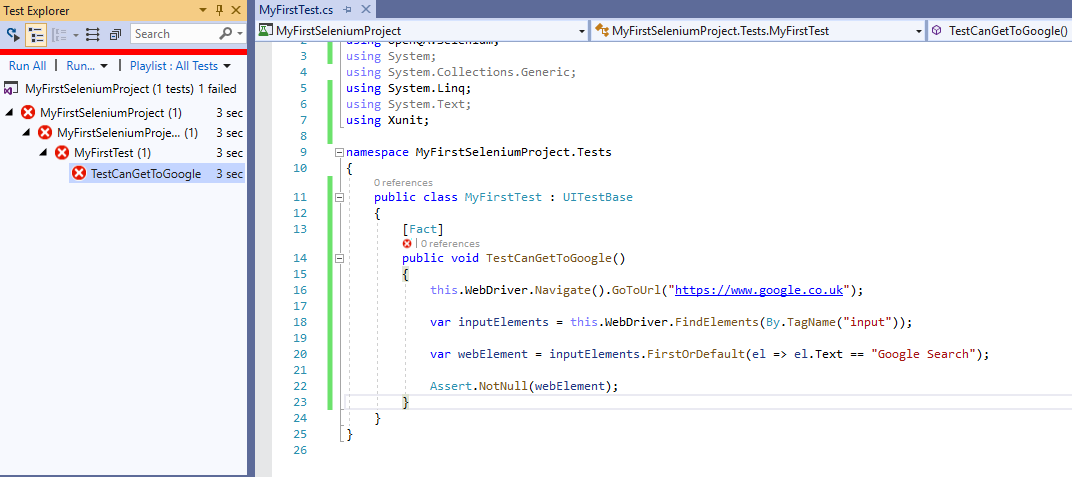 Test Explorer
Search
Run All | Run... Playlist : All Tests
MyFirstSeleniumProject (1 tests) 1 failed
MyFirstSeleniumProject (1) 3 sec
MyFirstSeleniumProje... (1) 3 sec
MyFirstTest (1) 3 sec
TestCanGetToGoogle 3 sec
MyFirstTest.cs
MyFirstSeleniumProject MyFirstSeleniumProject.Tests.MyFirstTest TestCanGetToGoogle()
2 using OpenQA.Selenium;
3 using System;
4 using System.Collections.Generic;
5 using System.Linq;
6 using System.Text;
7 using Xunit;
8
9 namespace MyFirstSeleniumProject.Tests
10 {
0 references
11 public class MyFirstTest : UITestBase
12 {
13 [Fact]
| 0 references
14 public void TestCanGetToGoogle()
15 {
16 this.WebDriver.Navigate().GoToUrl("https://www.google.co.uk");
17
18 var inputElements = this.WebDriver.FindElements(By.TagName("input"));
19
20 var webElement = inputElements.FirstOrDefault(el => el.Text == "Google Search");
21
22 Assert.NotNull(webElement);
23 }
24 }
25 }
26